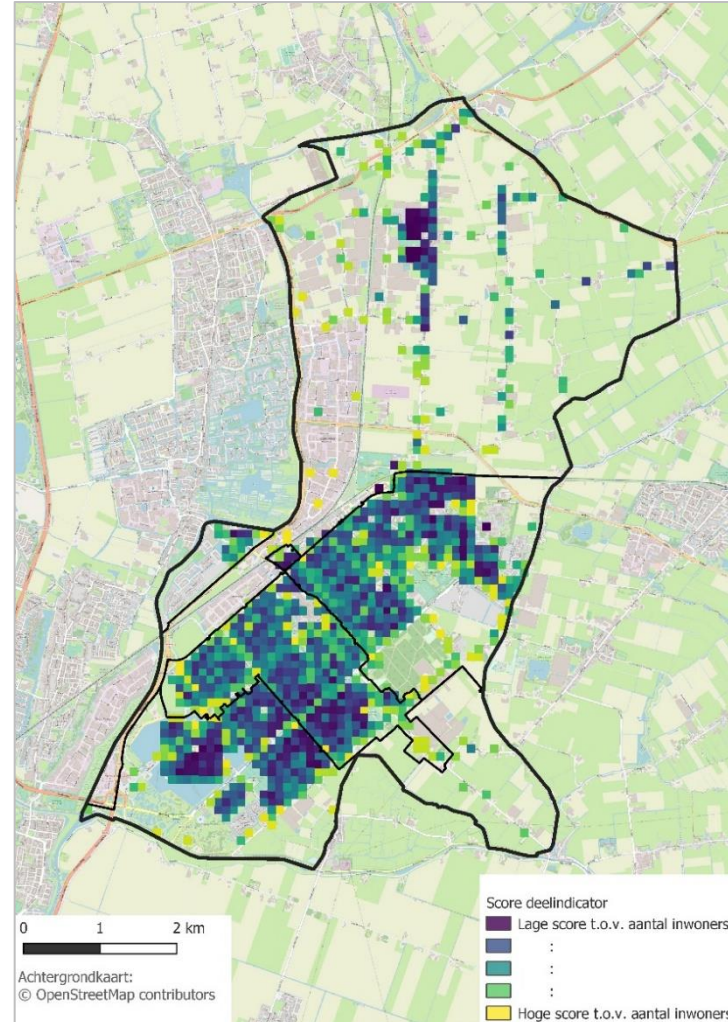 0 1 2 km
Achtergrondkaart:
© OpenStreetMap contributors
Score deelindicator
Lage score t.o.v. aantal inwoners
:
:
:
Hoge score t.o.v. aantal inwoners